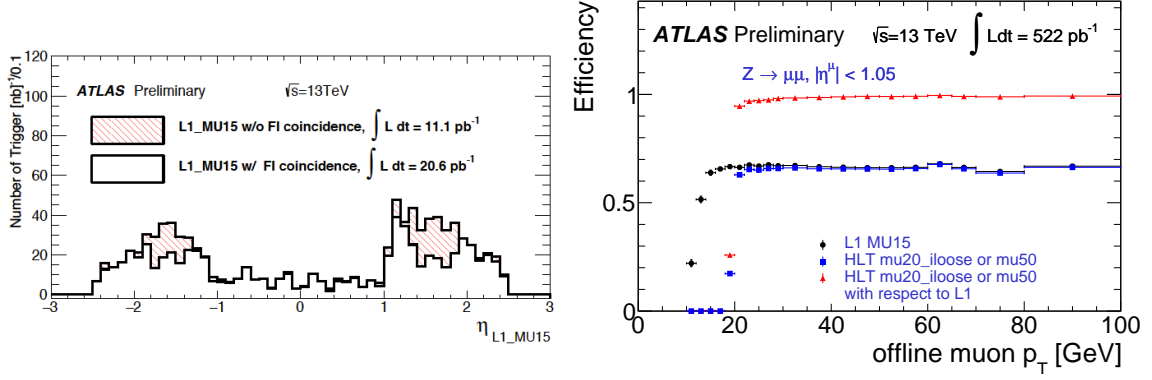 120
100
80
60
40
20
0
Number of Trigger [nb]⁻¹/0.1
ATLAS Preliminary √s=13TeV
L1_MU15 w/o FI coincidence, ∫ L dt = 11.1 pb⁻¹
L1_MU15 w/ FI coincidence, ∫ L dt = 20.6 pb⁻¹
−3 −2 −1 0 1 2 3
η L1_MU15
Efficiency
1
0.5
0
ATLAS Preliminary √s=13 TeV ∫ Ldt = 522 pb⁻¹
Z → μμ, |η^μ| < 1.05
L1 MU15
HLT mu20_iloose or mu50
HLT mu20_iloose or mu50
with respect to L1
0 20 40 60 80 100
offline muon p_T [GeV]